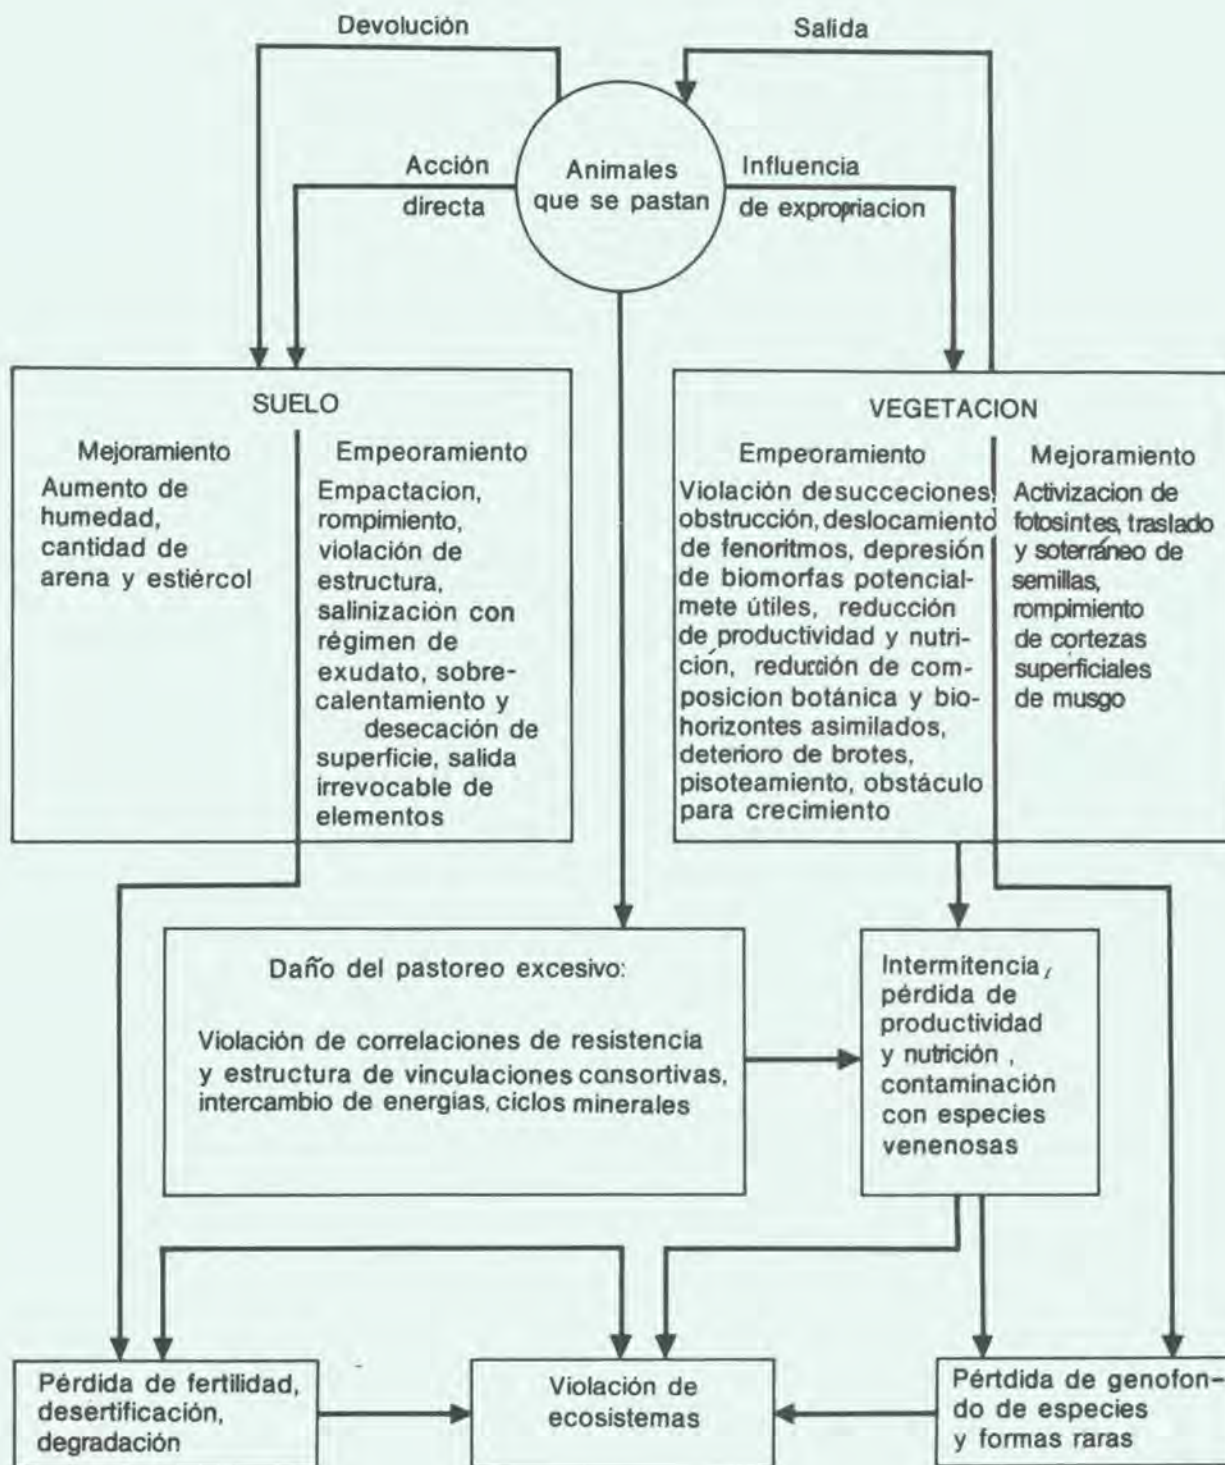 Devolución
Salida
Acción
directa
Animales
que se pastan
Influencia
de expropiacion
SUELO
Mejoramiento
Aumento de
humedad,
cantidad de
arena y estiércol
Empeoramiento
Empactacion,
rompimiento,
violación de
estructura,
salinización con
régimen de
exudato, sobre-
calentamiento y
desecación de
superficie, salida
irrevocable de
elementos
VEGETACION
Empeoramiento
Violación desucceciones,
obstrucción, deslocamiento
de fenoritmos, depresión
de biomorfas potencial-
mete útiles, reducción
de productividad y nutri-
ción, reducción de com-
posicion botánica y bio-
horizontes asimilados,
deterioro de brotes,
pisoteamiento, obstáculo
para crecimiento
Mejoramiento
Activizacion de
fotosintes, traslado
y soterráneo de
semillas,
rompimiento
de cortezas
superficiales
de musgo
Daño del pastoreo excesivo:
Violación de correlaciones de resistencia
y estructura de vinculaciones consortivas,
intercambio de energias, ciclos minerales
Intermitencia,
pérdida de
productividad
y nutrición ,
contaminación
con especies
venenosas
Pérdida de fertilidad,
desertificación,
degradación
Violación de
ecosistemas
Pértdida de genofon-
do de especies
y formas raras